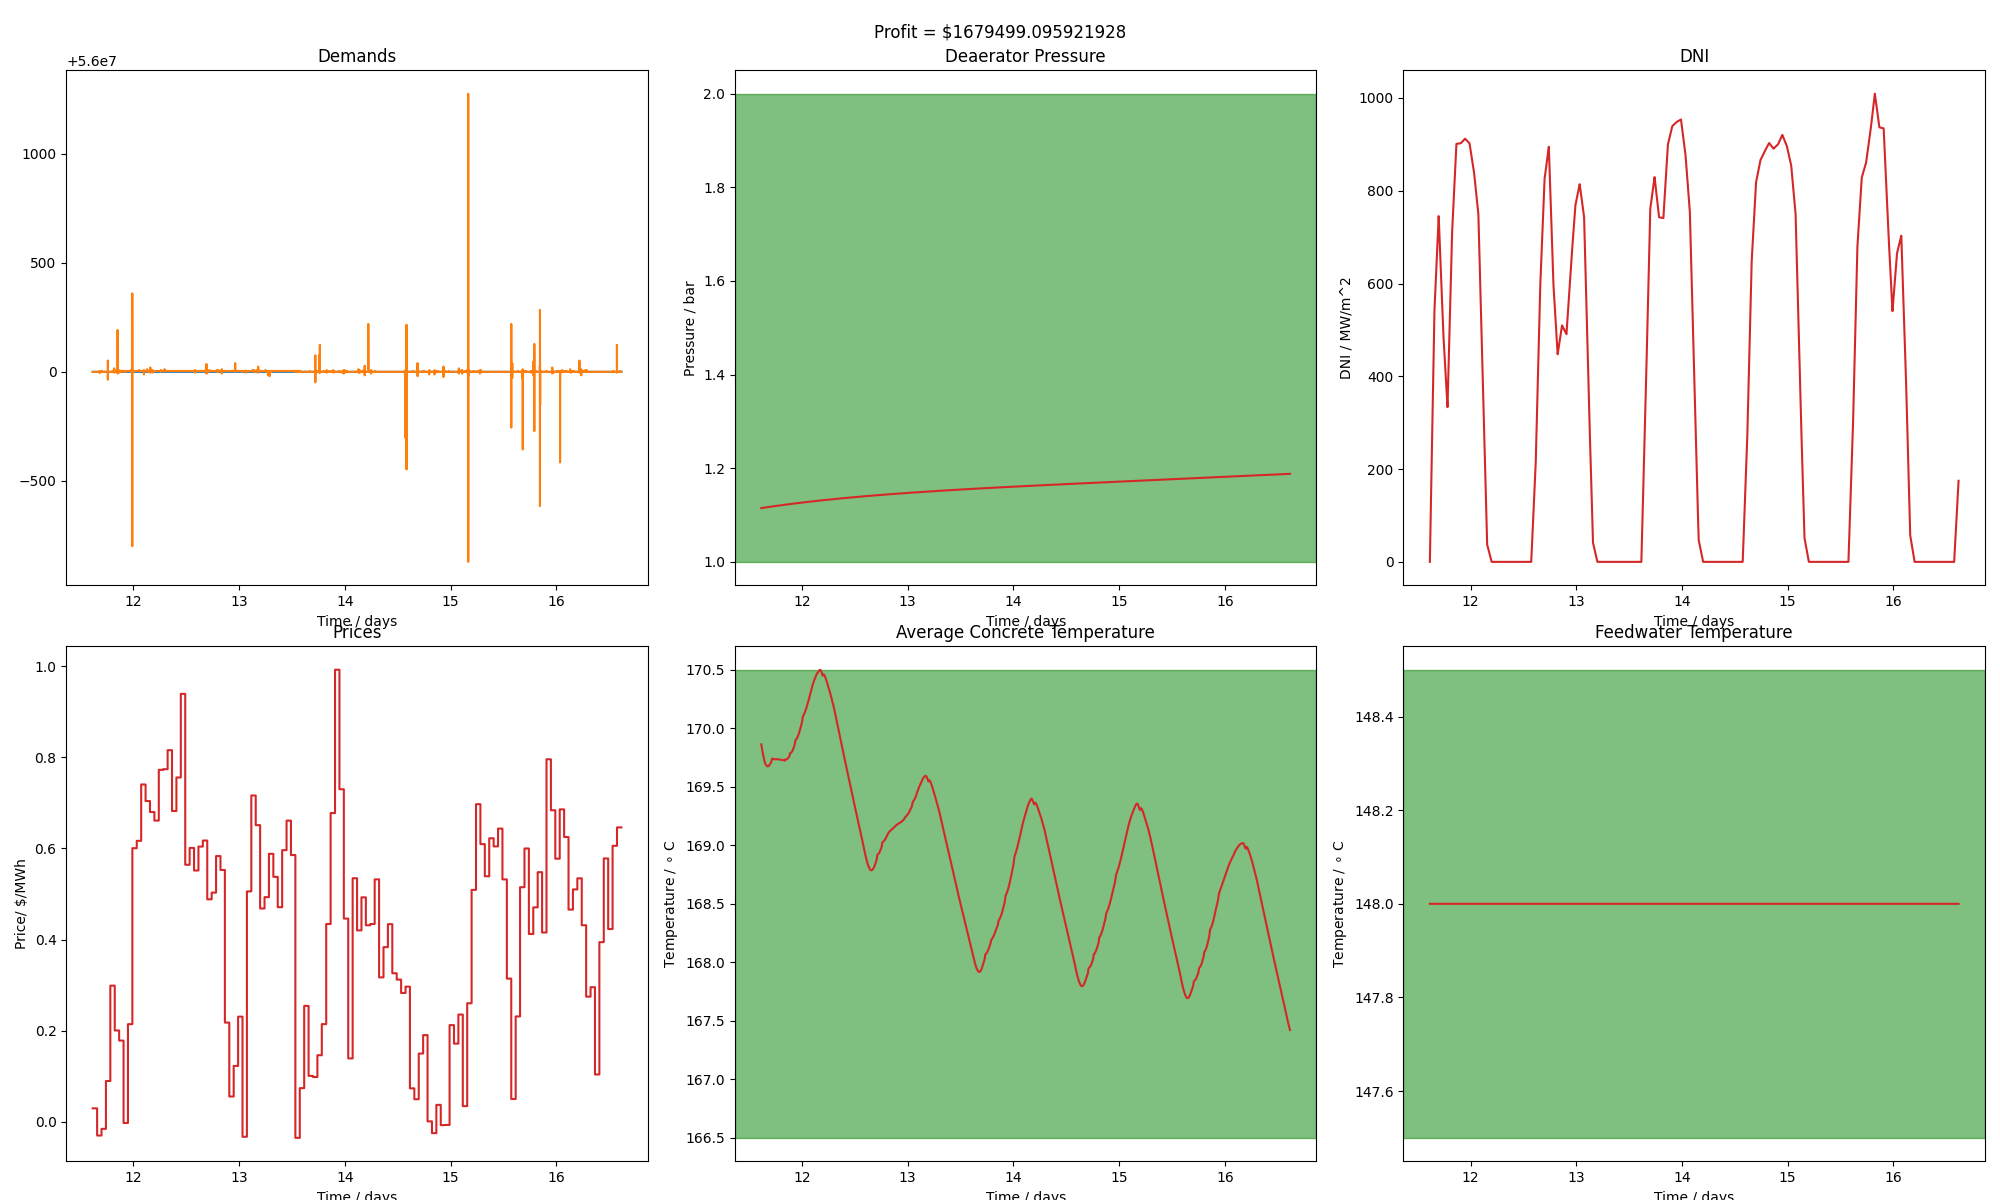 Profit = $1679499.095921928
Demands
+5.6e7
1000
500
0
−500
12 13 14 15 16
Time / days
Deaerator Pressure
Pressure / bar
2.0
1.8
1.6
1.4
1.2
1.0
12 13 14 15 16
Time / days
DNI
DNI / MW/m^2
1000
800
600
400
200
0
12 13 14 15 16
Time / days
Prices
Price/ $/MWh
1.0
0.8
0.6
0.4
0.2
0.0
12 13 14 15 16
Time / days
Average Concrete Temperature
Temperature / ∘ C
170.5
170.0
169.5
169.0
168.5
168.0
167.5
167.0
166.5
12 13 14 15 16
Time / days
Feedwater Temperature
Temperature / ∘ C
148.4
148.2
148.0
147.8
147.6
12 13 14 15 16
Time / days